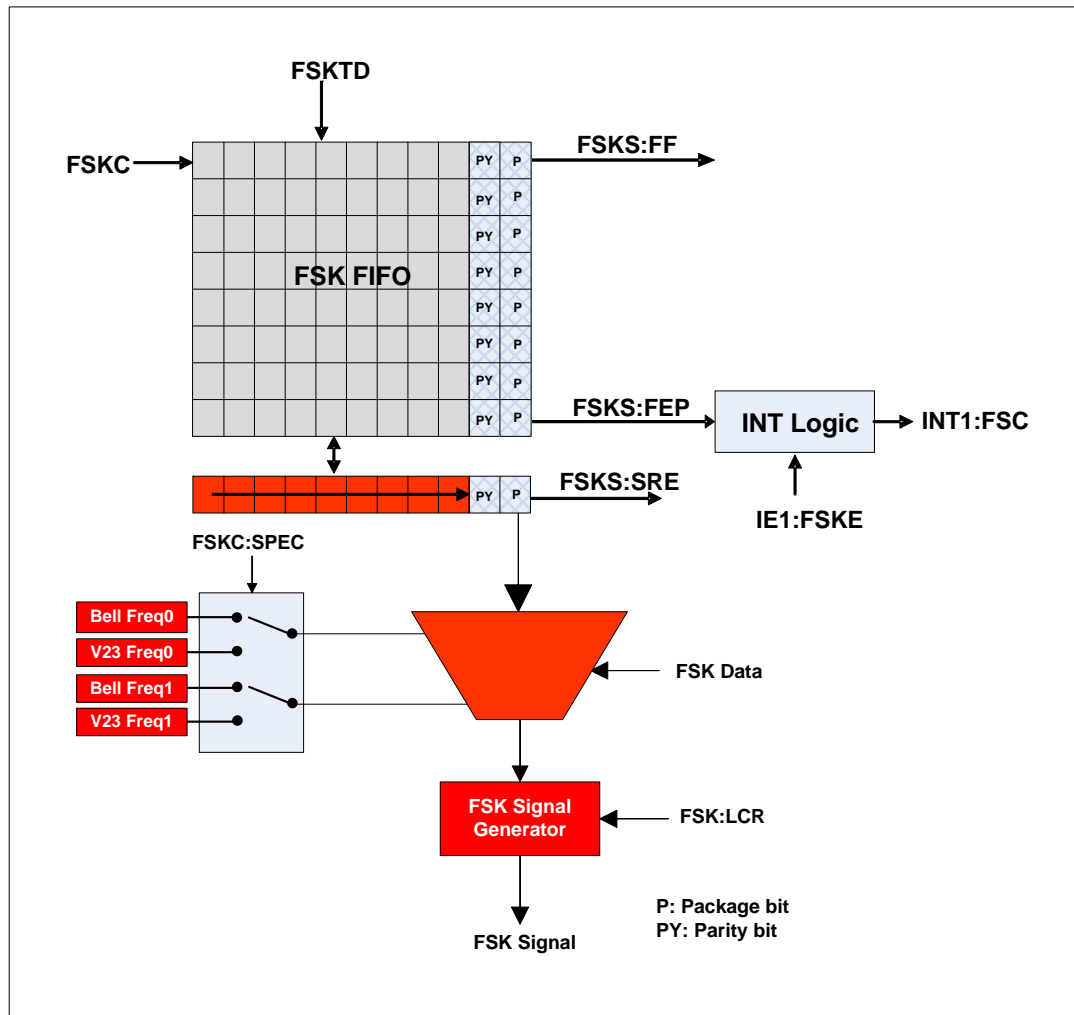 FSKTD
FSKC
FSKS:FF
PY P
PY P
PY P
FSK FIFO
PY P
PY P
PY P
PY P
PY P
FSKS:FEP
INT Logic
INT1:FSC
IE1:FSKE
PY P
FSKS:SRE
FSKC:SPEC
Bell Freq0
V23 Freq0
Bell Freq1
V23 Freq1
FSK Data
FSK Signal
Generator
FSK:LCR
FSK Signal
P: Package bit
PY: Parity bit